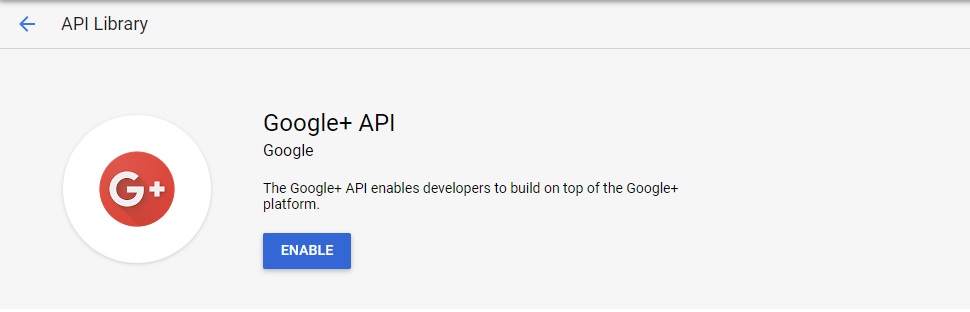 API Library
G+
Google+ API
Google
The Google+ API enables developers to build on top of the Google+
platform.
ENABLE